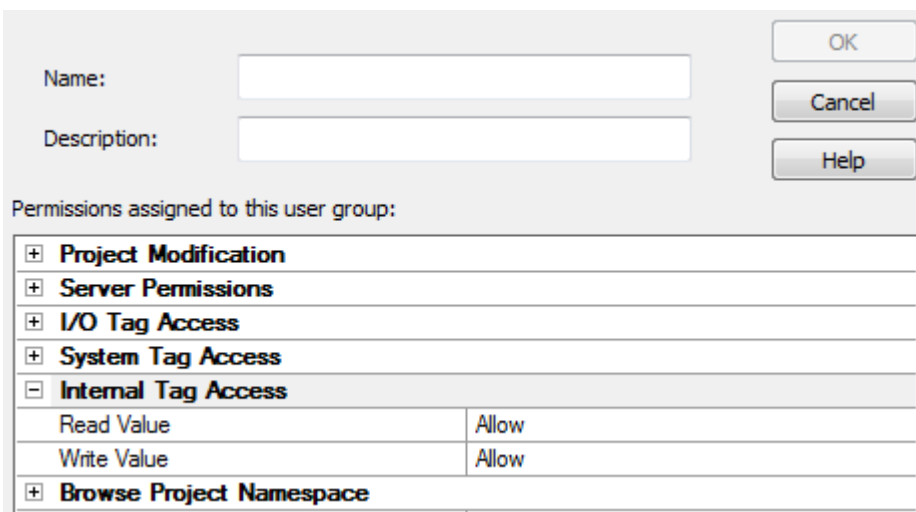 OK
Name:
Cancel
Description:
Help
Permissions assigned to this user group:
Project Modification
Server Permissions
I/O Tag Access
System Tag Access
Internal Tag Access
Read Value Allow
Write Value Allow
Browse Project Namespace